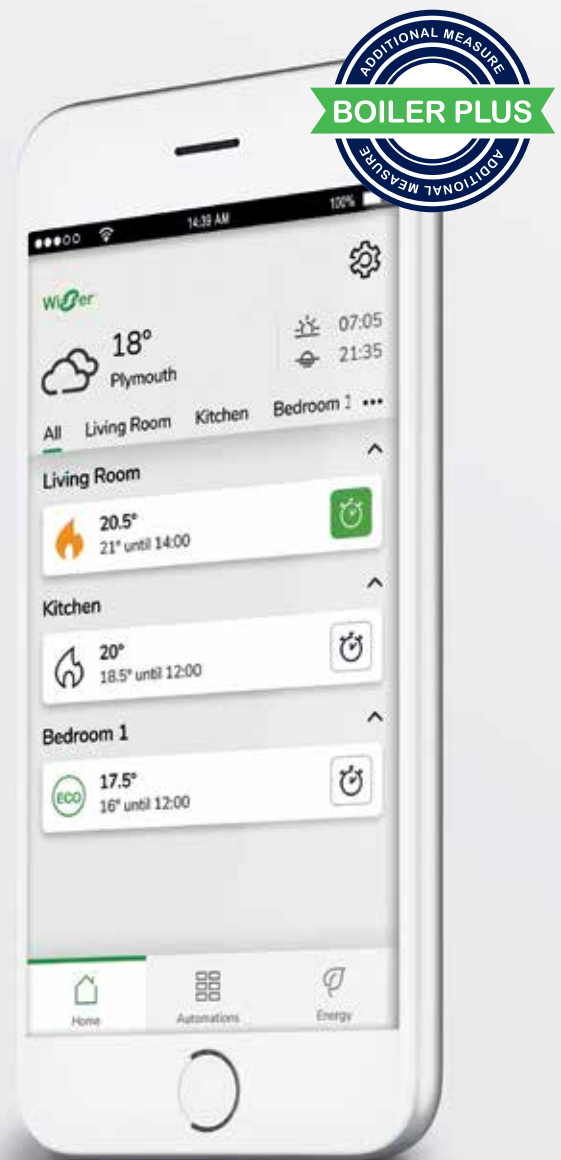 ADDITIONAL MEASURE
BOILER PLUS
ADDITIONAL MEASURE
14:39 AM
100%
Wiser
18°
Plymouth
07:05
21:35
All Living Room Kitchen Bedroom 1 •••
Living Room
20.5°
21° until 14:00
Kitchen
20°
18.5° until 12:00
Bedroom 1
ECO
17.5°
16° until 12:00
Home Automations Energy